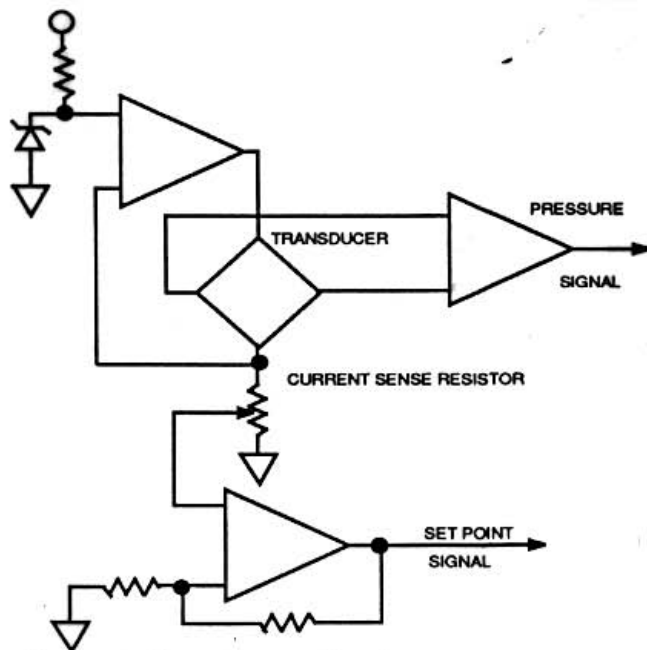 PRESSURE
TRANSDUCER
SIGNAL
CURRENT SENSE RESISTOR
SET POINT
SIGNAL